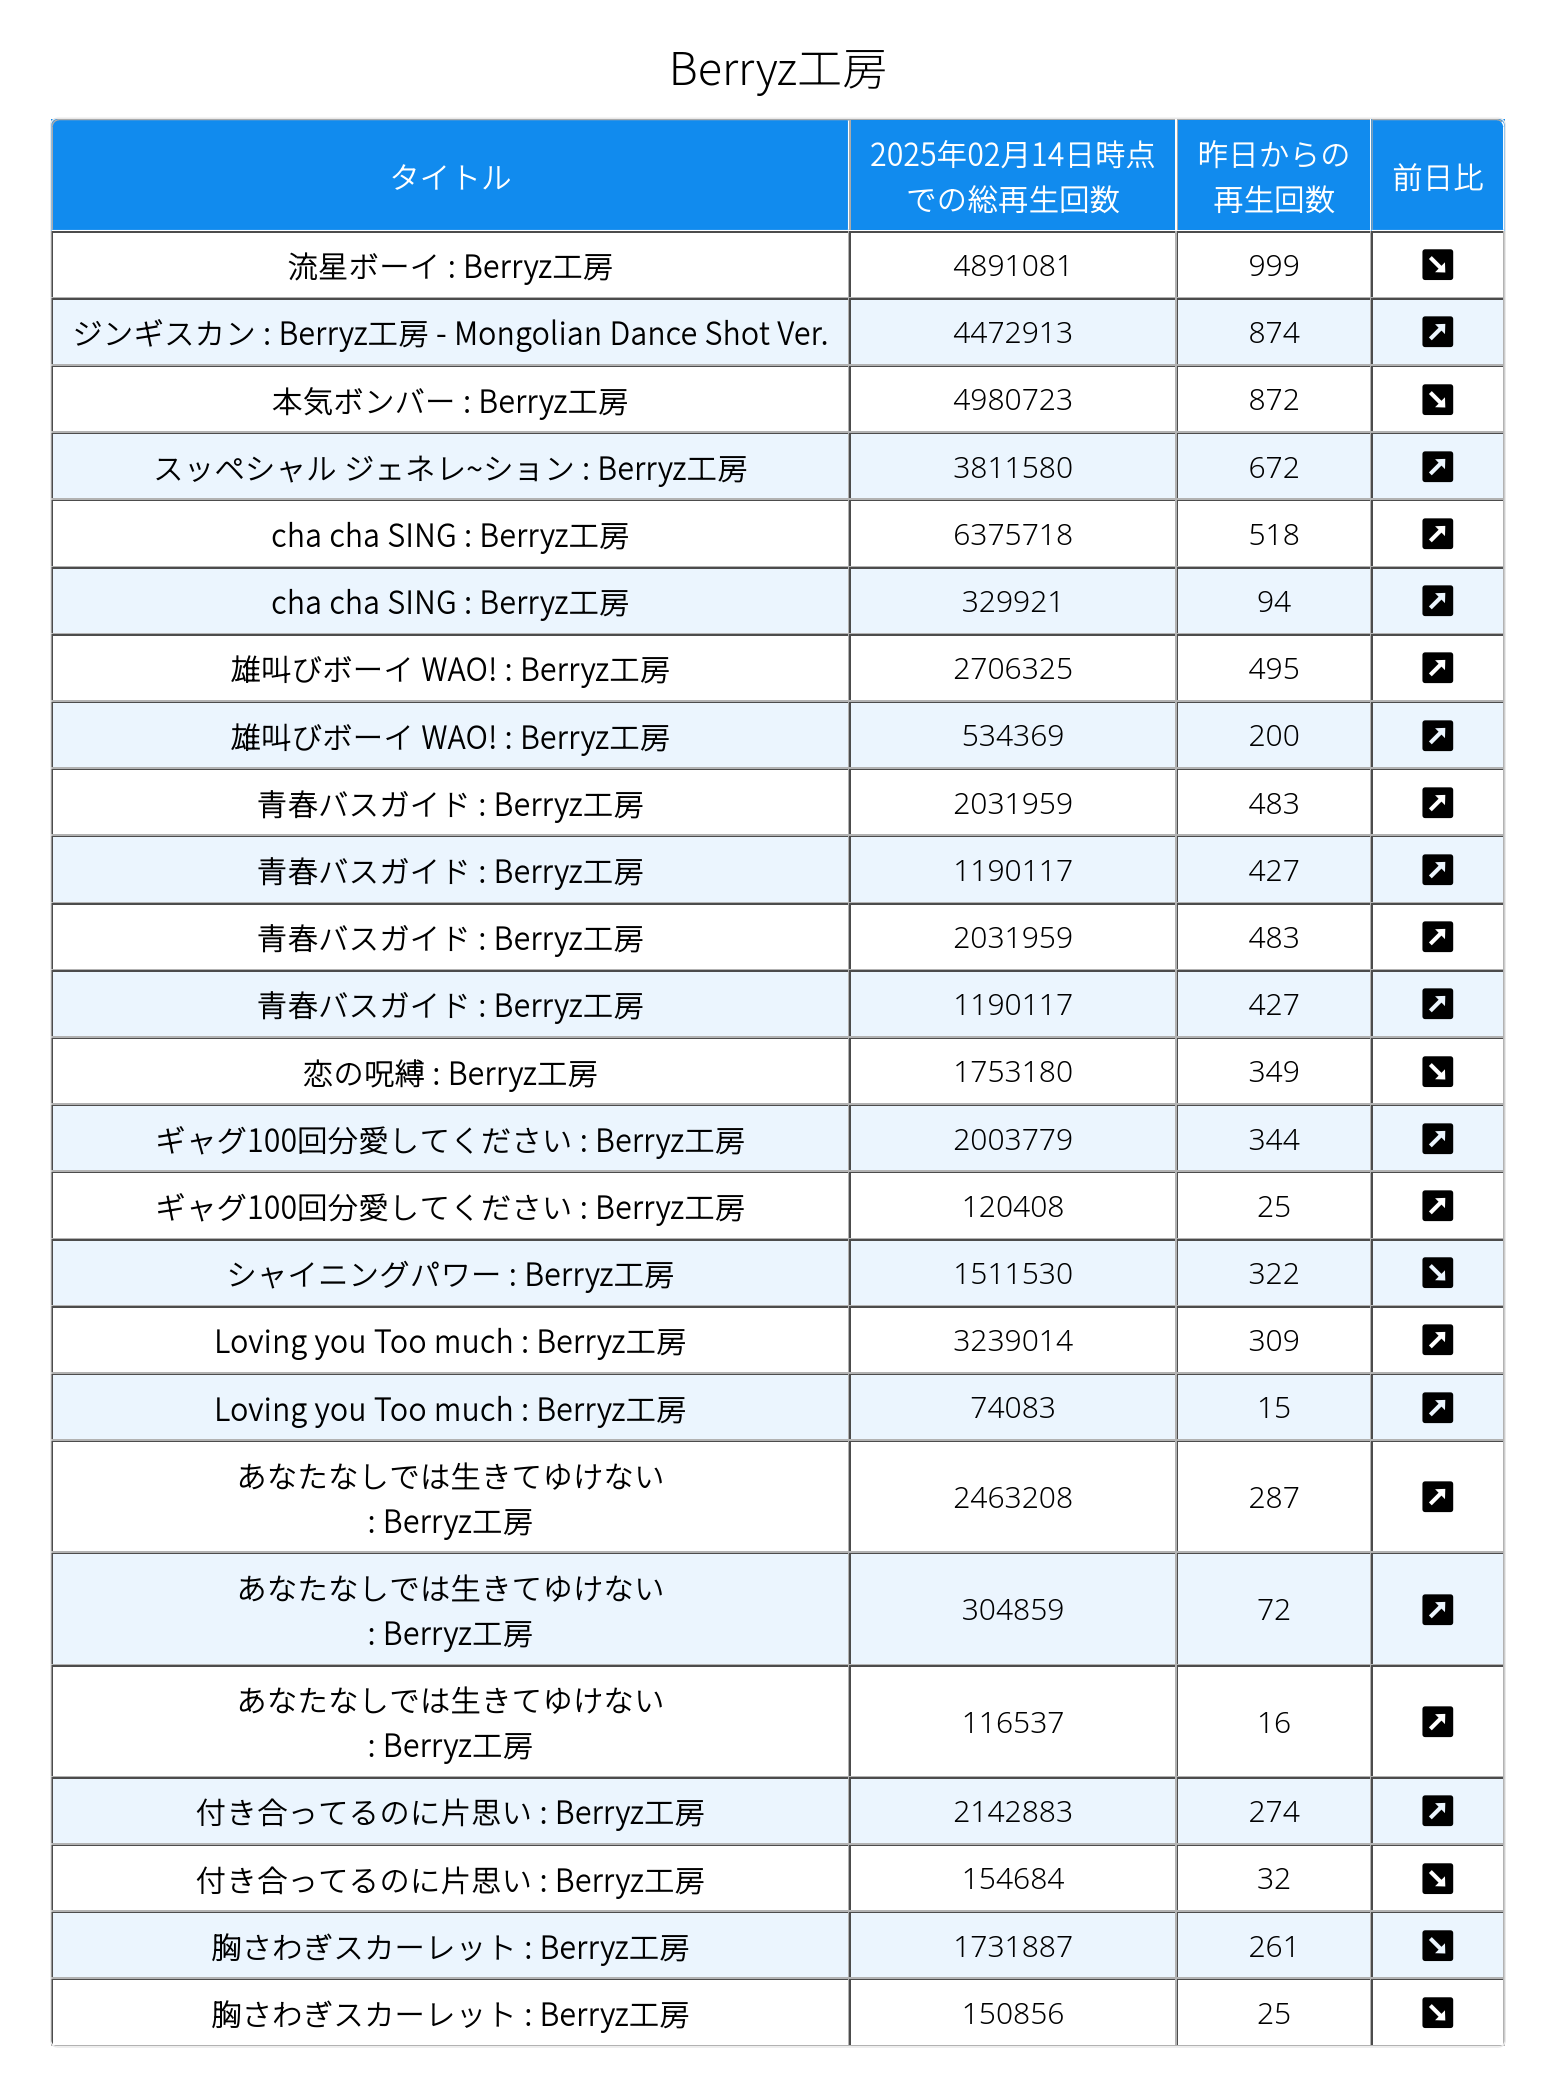 Berryz工房
タイトル
2025年02月14日時点
での総再生回数
昨日からの
再生回数
前日比
流星ボーイ : Berryz工房 4891081 999
ジンギスカン : Berryz工房 - Mongolian Dance Shot Ver. 4472913 874
本気ボンバー : Berryz工房 4980723 872
スッペシャル ジェネレ~ション : Berryz工房 3811580 672
cha cha SING : Berryz工房 6375718 518
cha cha SING : Berryz工房 329921 94
雄叫びボーイ WAO! : Berryz工房 2706325 495
雄叫びボーイ WAO! : Berryz工房 534369 200
青春バスガイド : Berryz工房 2031959 483
青春バスガイド : Berryz工房 1190117 427
青春バスガイド : Berryz工房 2031959 483
青春バスガイド : Berryz工房 1190117 427
恋の呪縛 : Berryz工房 1753180 349
ギャグ100回分愛してください : Berryz工房 2003779 344
ギャグ100回分愛してください : Berryz工房 120408 25
シャイニングパワー : Berryz工房 1511530 322
Loving you Too much : Berryz工房 3239014 309
Loving you Too much : Berryz工房 74083 15
あなたなしでは生きてゆけない
: Berryz工房 2463208 287
あなたなしでは生きてゆけない
: Berryz工房 304859 72
あなたなしでは生きてゆけない
: Berryz工房 116537 16
付き合ってるのに片思い : Berryz工房 2142883 274
付き合ってるのに片思い : Berryz工房 154684 32
胸さわぎスカーレット : Berryz工房 1731887 261
胸さわぎスカーレット : Berryz工房 150856 25